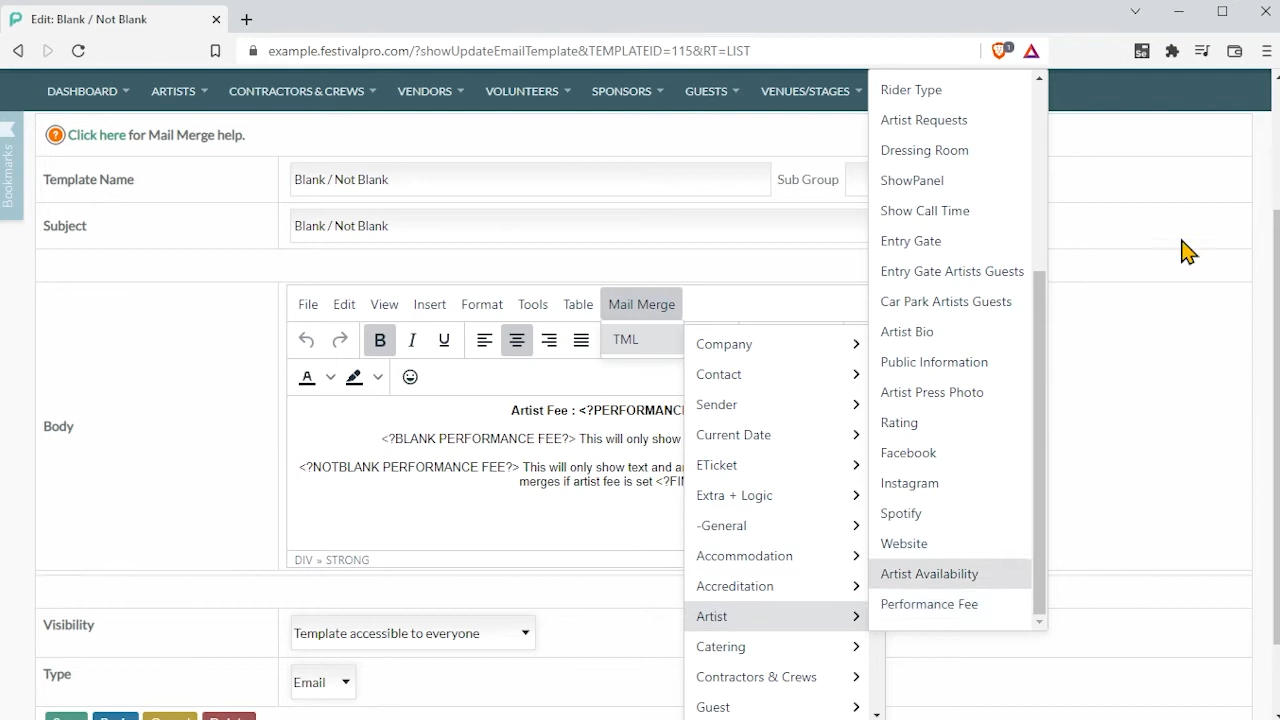 Edit: Blank / Not Blank
example.festivalpro.com/?showUpdateEmailTemplate&TEMPLATEID=115&RT=LIST
1
Se
DASHBOARD ARTISTS CONTRACTORS & CREWS VENDORS VOLUNTEERS SPONSORS GUESTS VENUES/STAGES
Bookmarks
? Click here for Mail Merge help.
Template Name Blank / Not Blank Sub Group
Subject Blank / Not Blank
Body
File Edit View Insert Format Tools Table Mail Merge
B I U
TML
A
Artist Fee : <?PERFORMANC
<?BLANK PERFORMANCE FEE?> This will only show
<?NOTBLANK PERFORMANCE FEE?> This will only show text and ar
merges if artist fee is set <?FI
DIV » STRONG
Company
Contact
Sender
Current Date
ETicket
Extra + Logic
-General
Accommodation
Accreditation
Artist
Catering
Contractors & Crews
Guest
Rider Type
Artist Requests
Dressing Room
ShowPanel
Show Call Time
Entry Gate
Entry Gate Artists Guests
Car Park Artists Guests
Artist Bio
Public Information
Artist Press Photo
Rating
Facebook
Instagram
Spotify
Website
Artist Availability
Performance Fee
Visibility Template accessible to everyone
Type Email